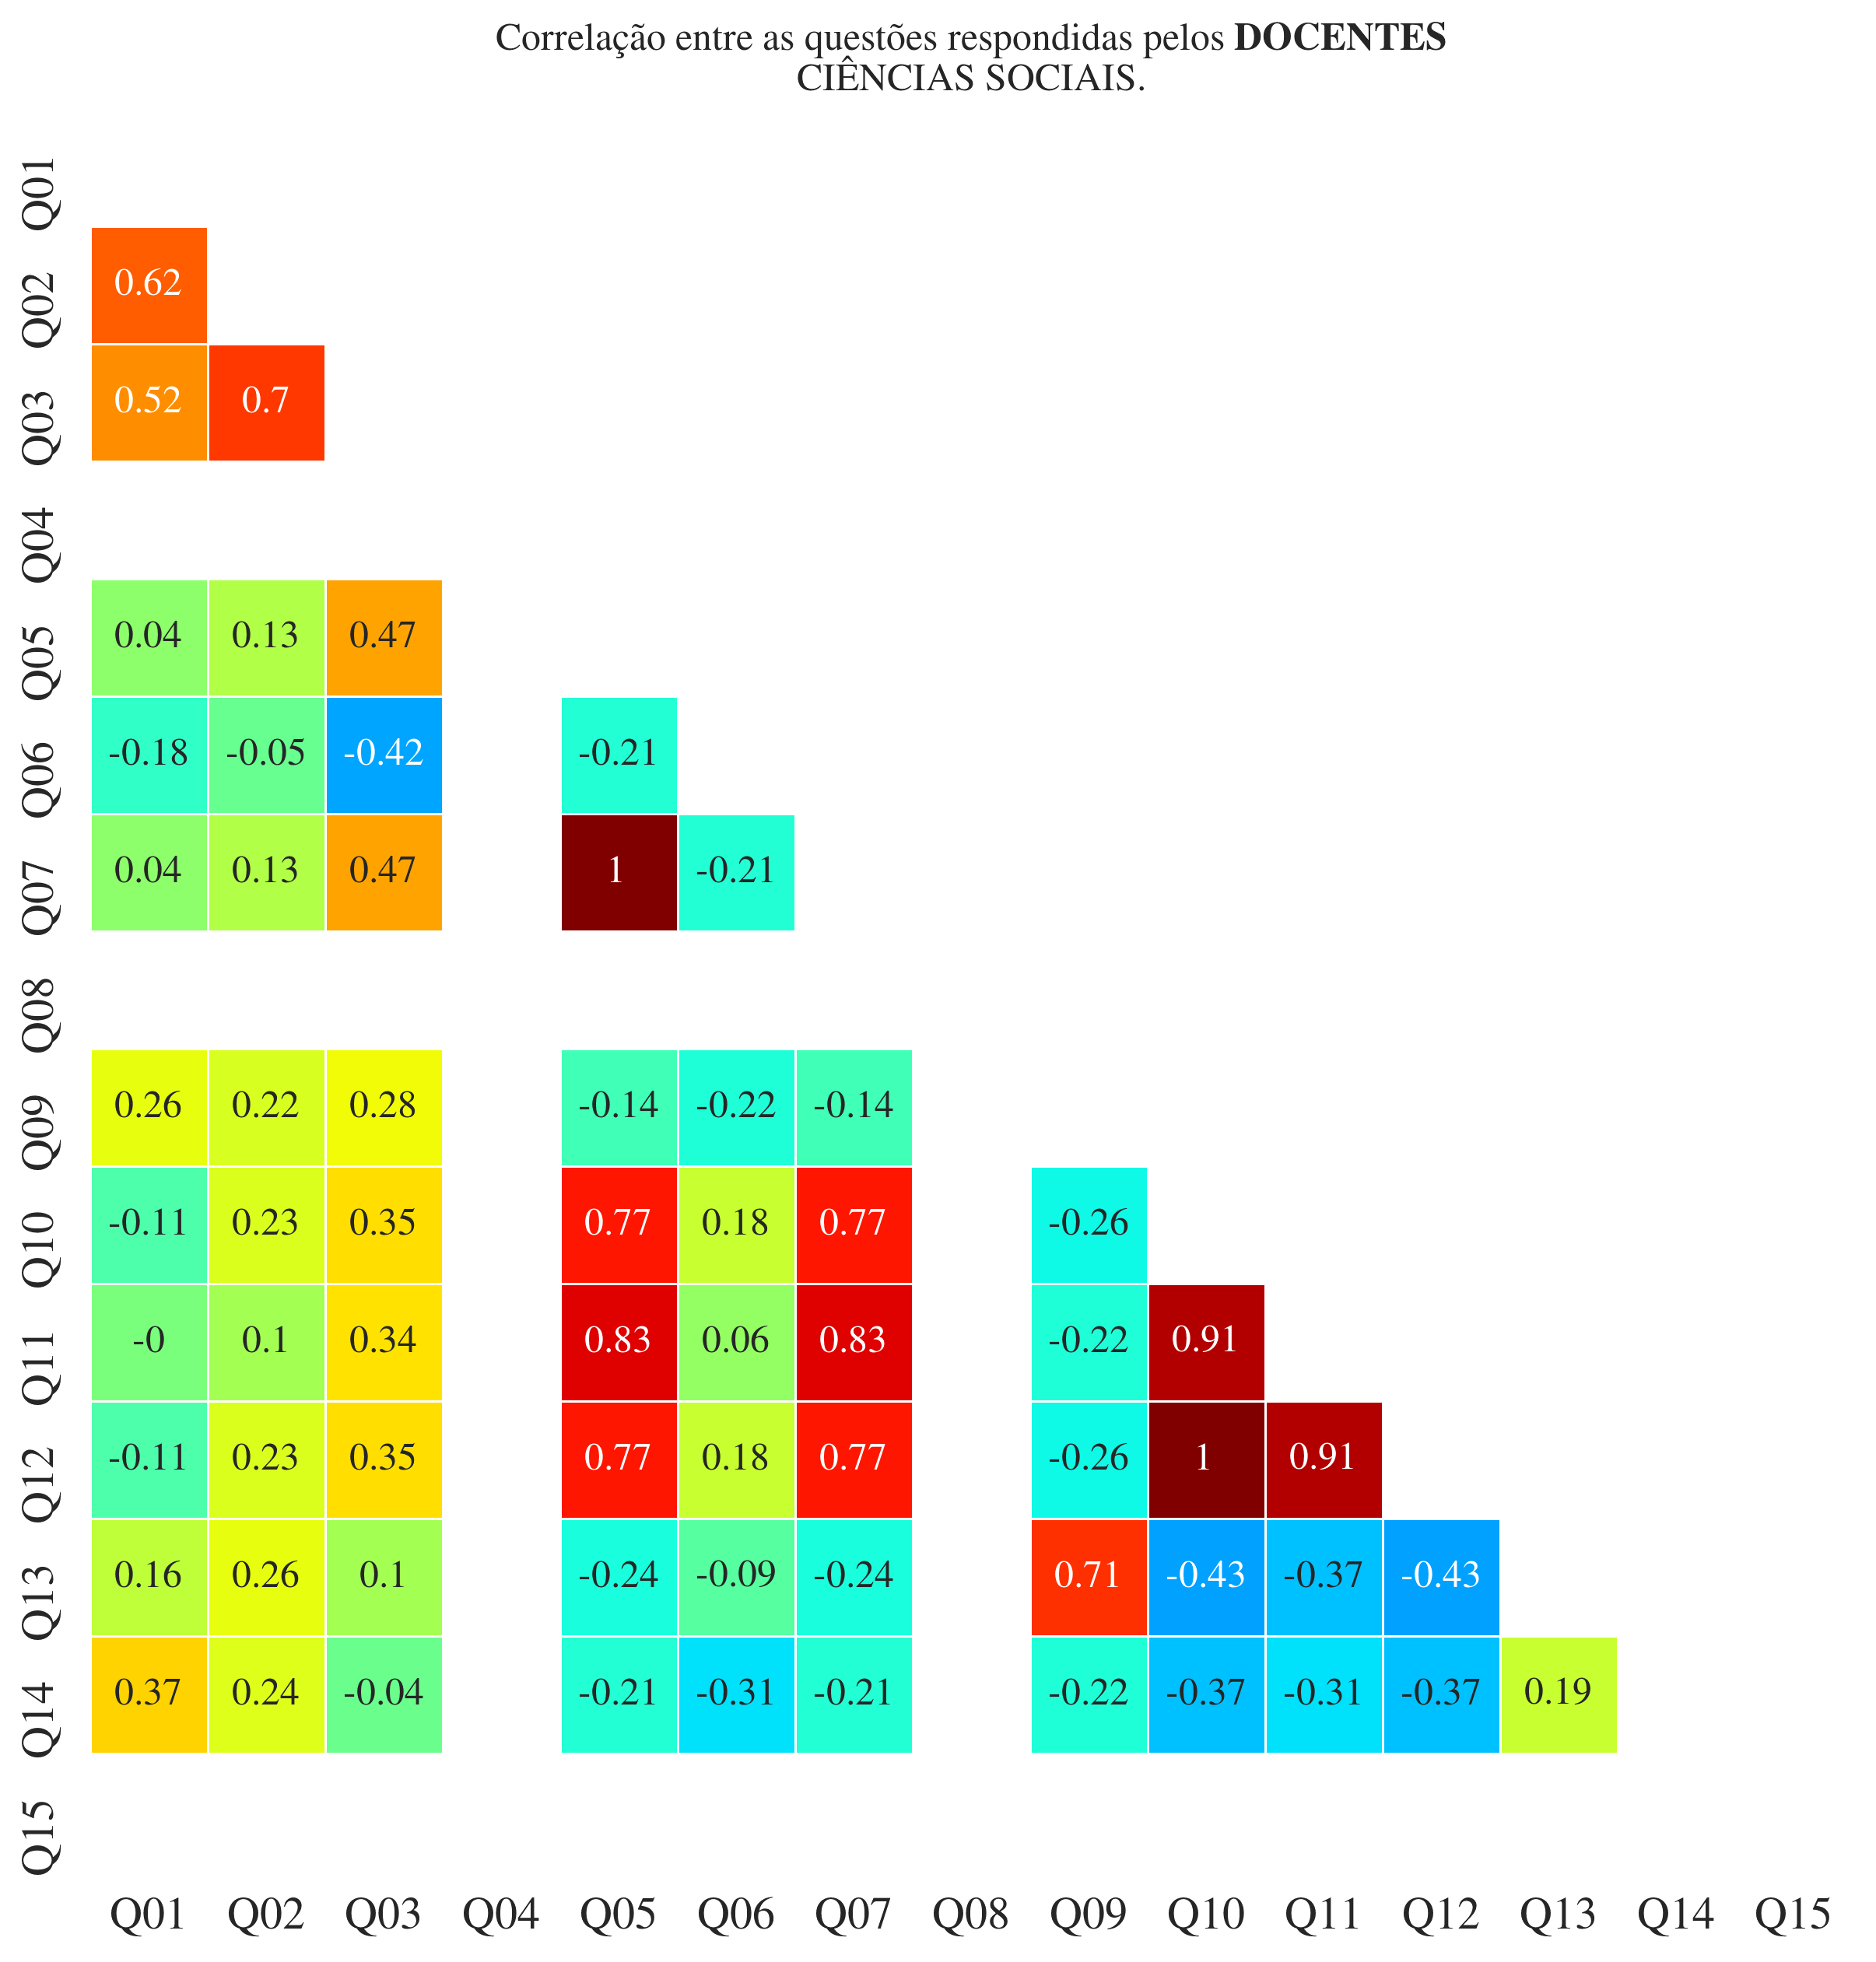 Correlação entre as questões respondidas pelos DOCENTES
CIÊNCIAS SOCIAIS.
Q01
Q02 0.62
Q03 0.52 0.7
Q04
Q05 0.04 0.13 0.47
Q06 -0.18 -0.05 -0.42 -0.21
Q07 0.04 0.13 0.47 1 -0.21
Q08
Q09 0.26 0.22 0.28 -0.14 -0.22 -0.14
Q10 -0.11 0.23 0.35 0.77 0.18 0.77 -0.26
Q11 -0 0.1 0.34 0.83 0.06 0.83 -0.22 0.91
Q12 -0.11 0.23 0.35 0.77 0.18 0.77 -0.26 1 0.91
Q13 0.16 0.26 0.1 -0.24 -0.09 -0.24 0.71 -0.43 -0.37 -0.43
Q14 0.37 0.24 -0.04 -0.21 -0.31 -0.21 -0.22 -0.37 -0.31 -0.37 0.19
Q15
Q01 Q02 Q03 Q04 Q05 Q06 Q07 Q08 Q09 Q10 Q11 Q12 Q13 Q14 Q15